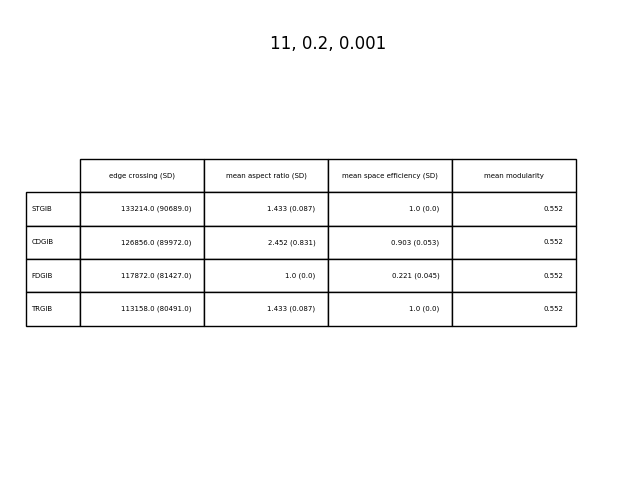 11, 0.2, 0.001
edge crossing (SD) mean aspect ratio (SD) mean space efficiency (SD) mean modularity
STGIB 133214.0 (90689.0) 1.433 (0.087) 1.0 (0.0) 0.552
CDGIB 126856.0 (89972.0) 2.452 (0.831) 0.903 (0.053) 0.552
FDGIB 117872.0 (81427.0) 1.0 (0.0) 0.221 (0.045) 0.552
TRGIB 113158.0 (80491.0) 1.433 (0.087) 1.0 (0.0) 0.552